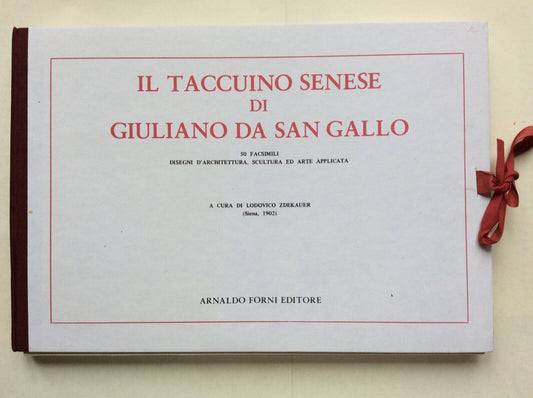 IL TACCUINO SENESE
DI
GIULIANO DA SAN GALLO
50 FACSIMILI
DISEGNI D'ARCHITETTURA, SCULTURA ED ARTE APPLICATA
A CURA DI LODOVICO ZDEKAUER
(Siena, 1902)
ARNALDO FORNI EDITORE